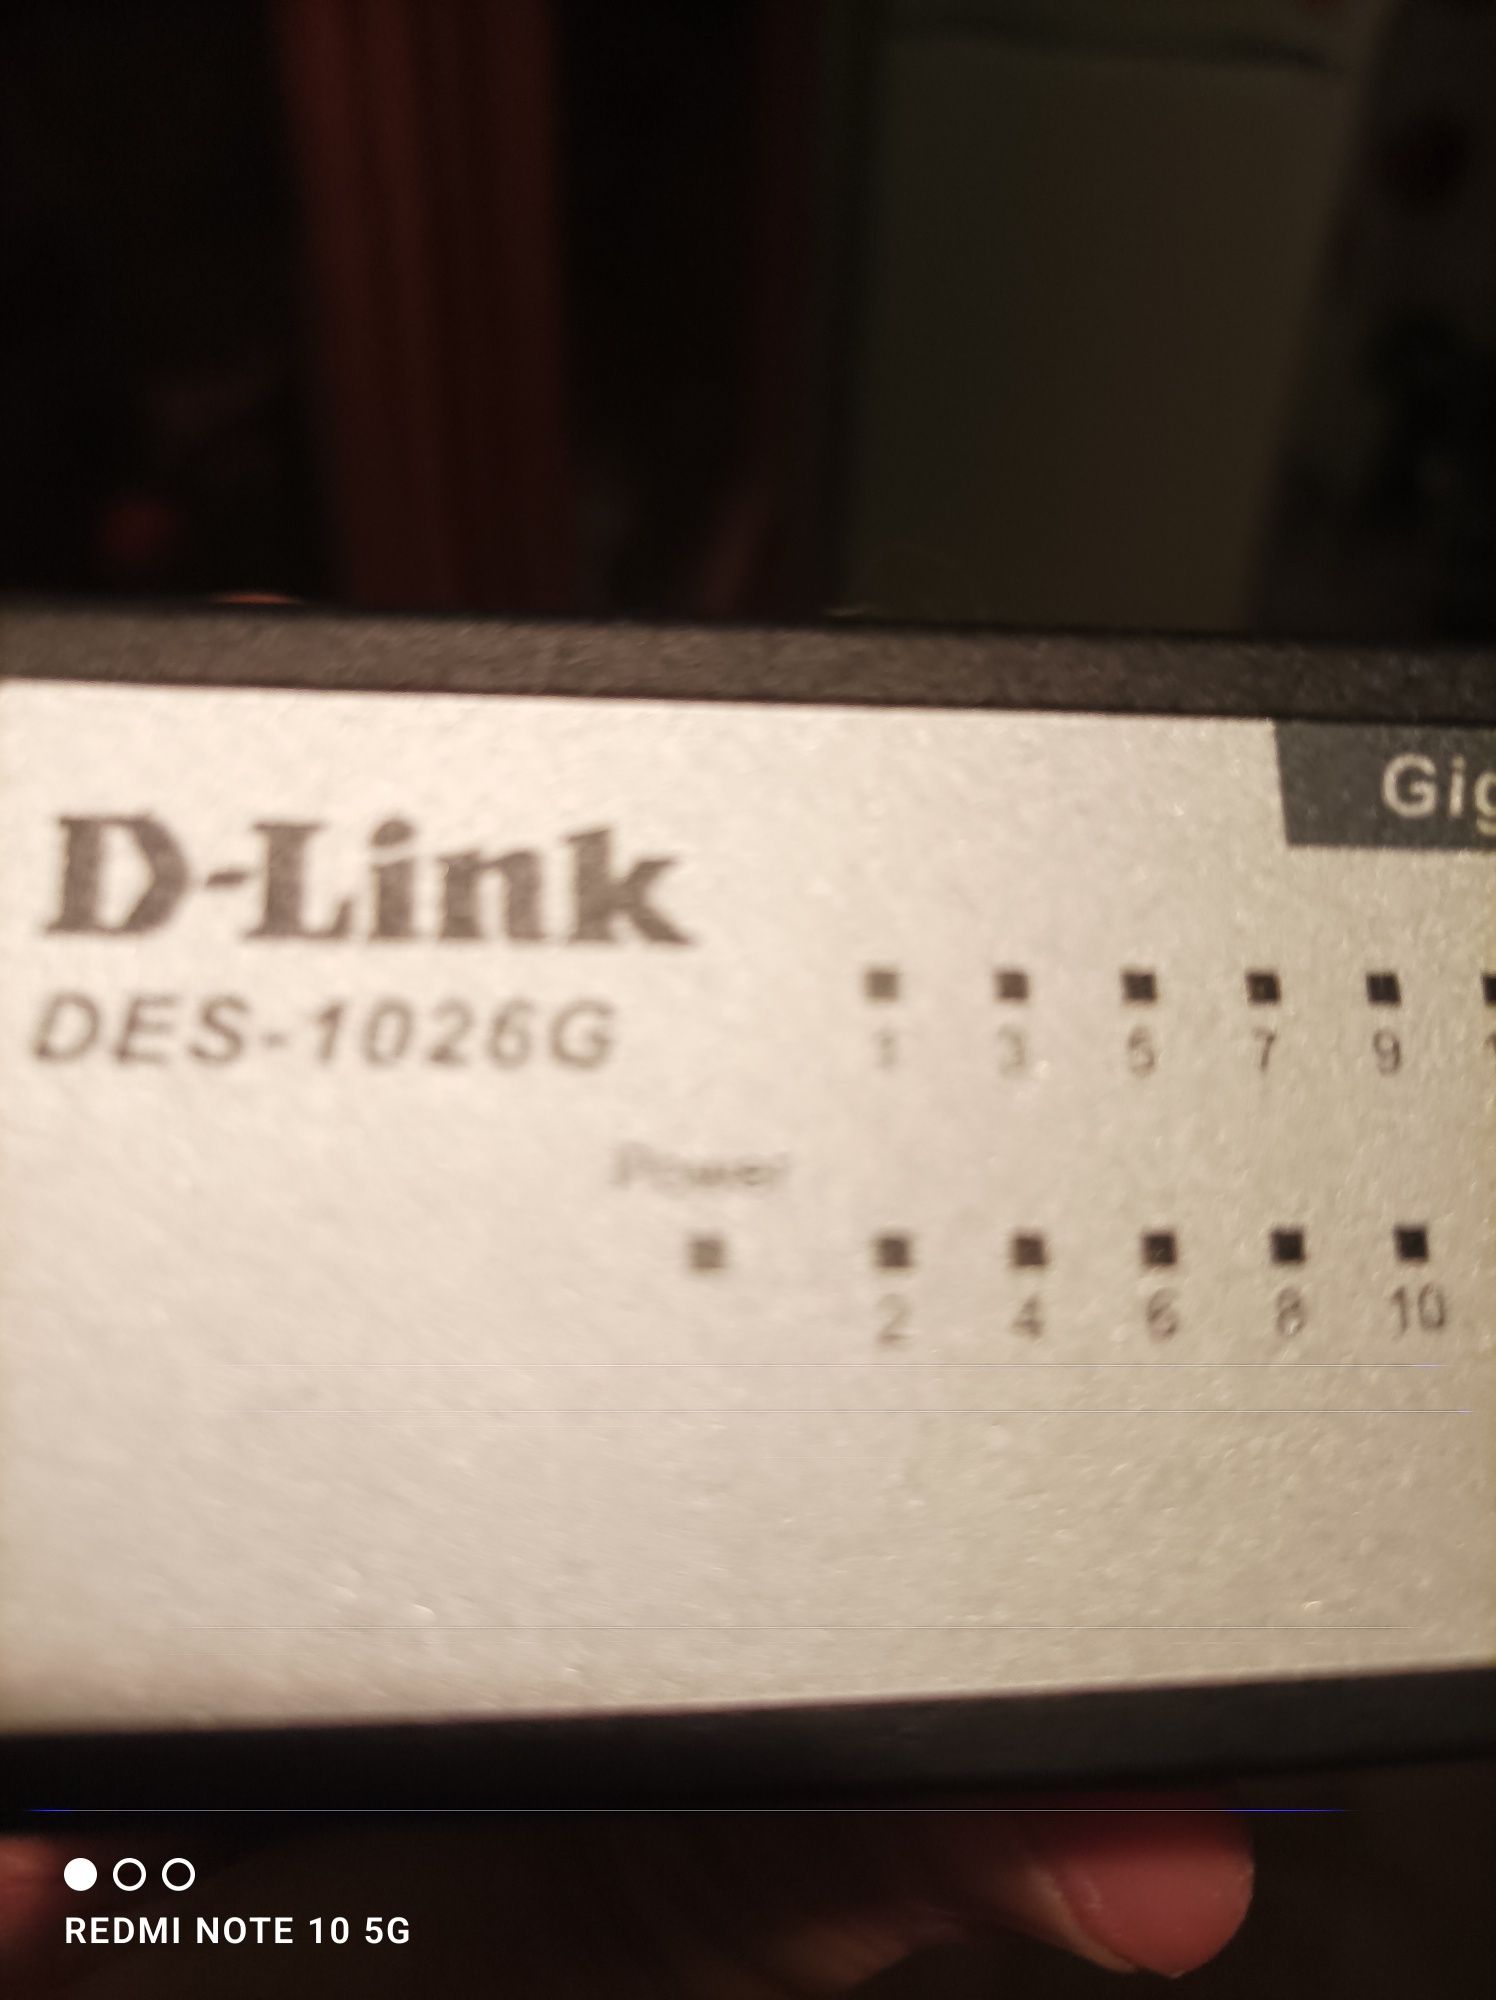 Gig
D-Link
DES-1026G
1 3 5 7 9 1
Power
2 4 6 8 10
REDMI NOTE 10 5G